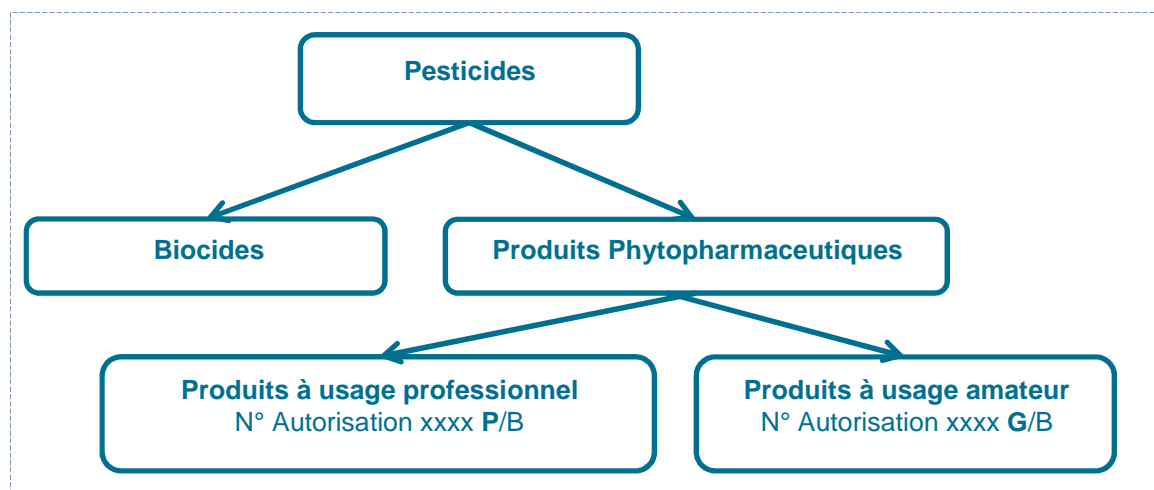 Pesticides
Biocides
Produits Phytopharmaceutiques
Produits à usage professionnel
N° Autorisation xxxx P/B
Produits à usage amateur
N° Autorisation xxxx G/B